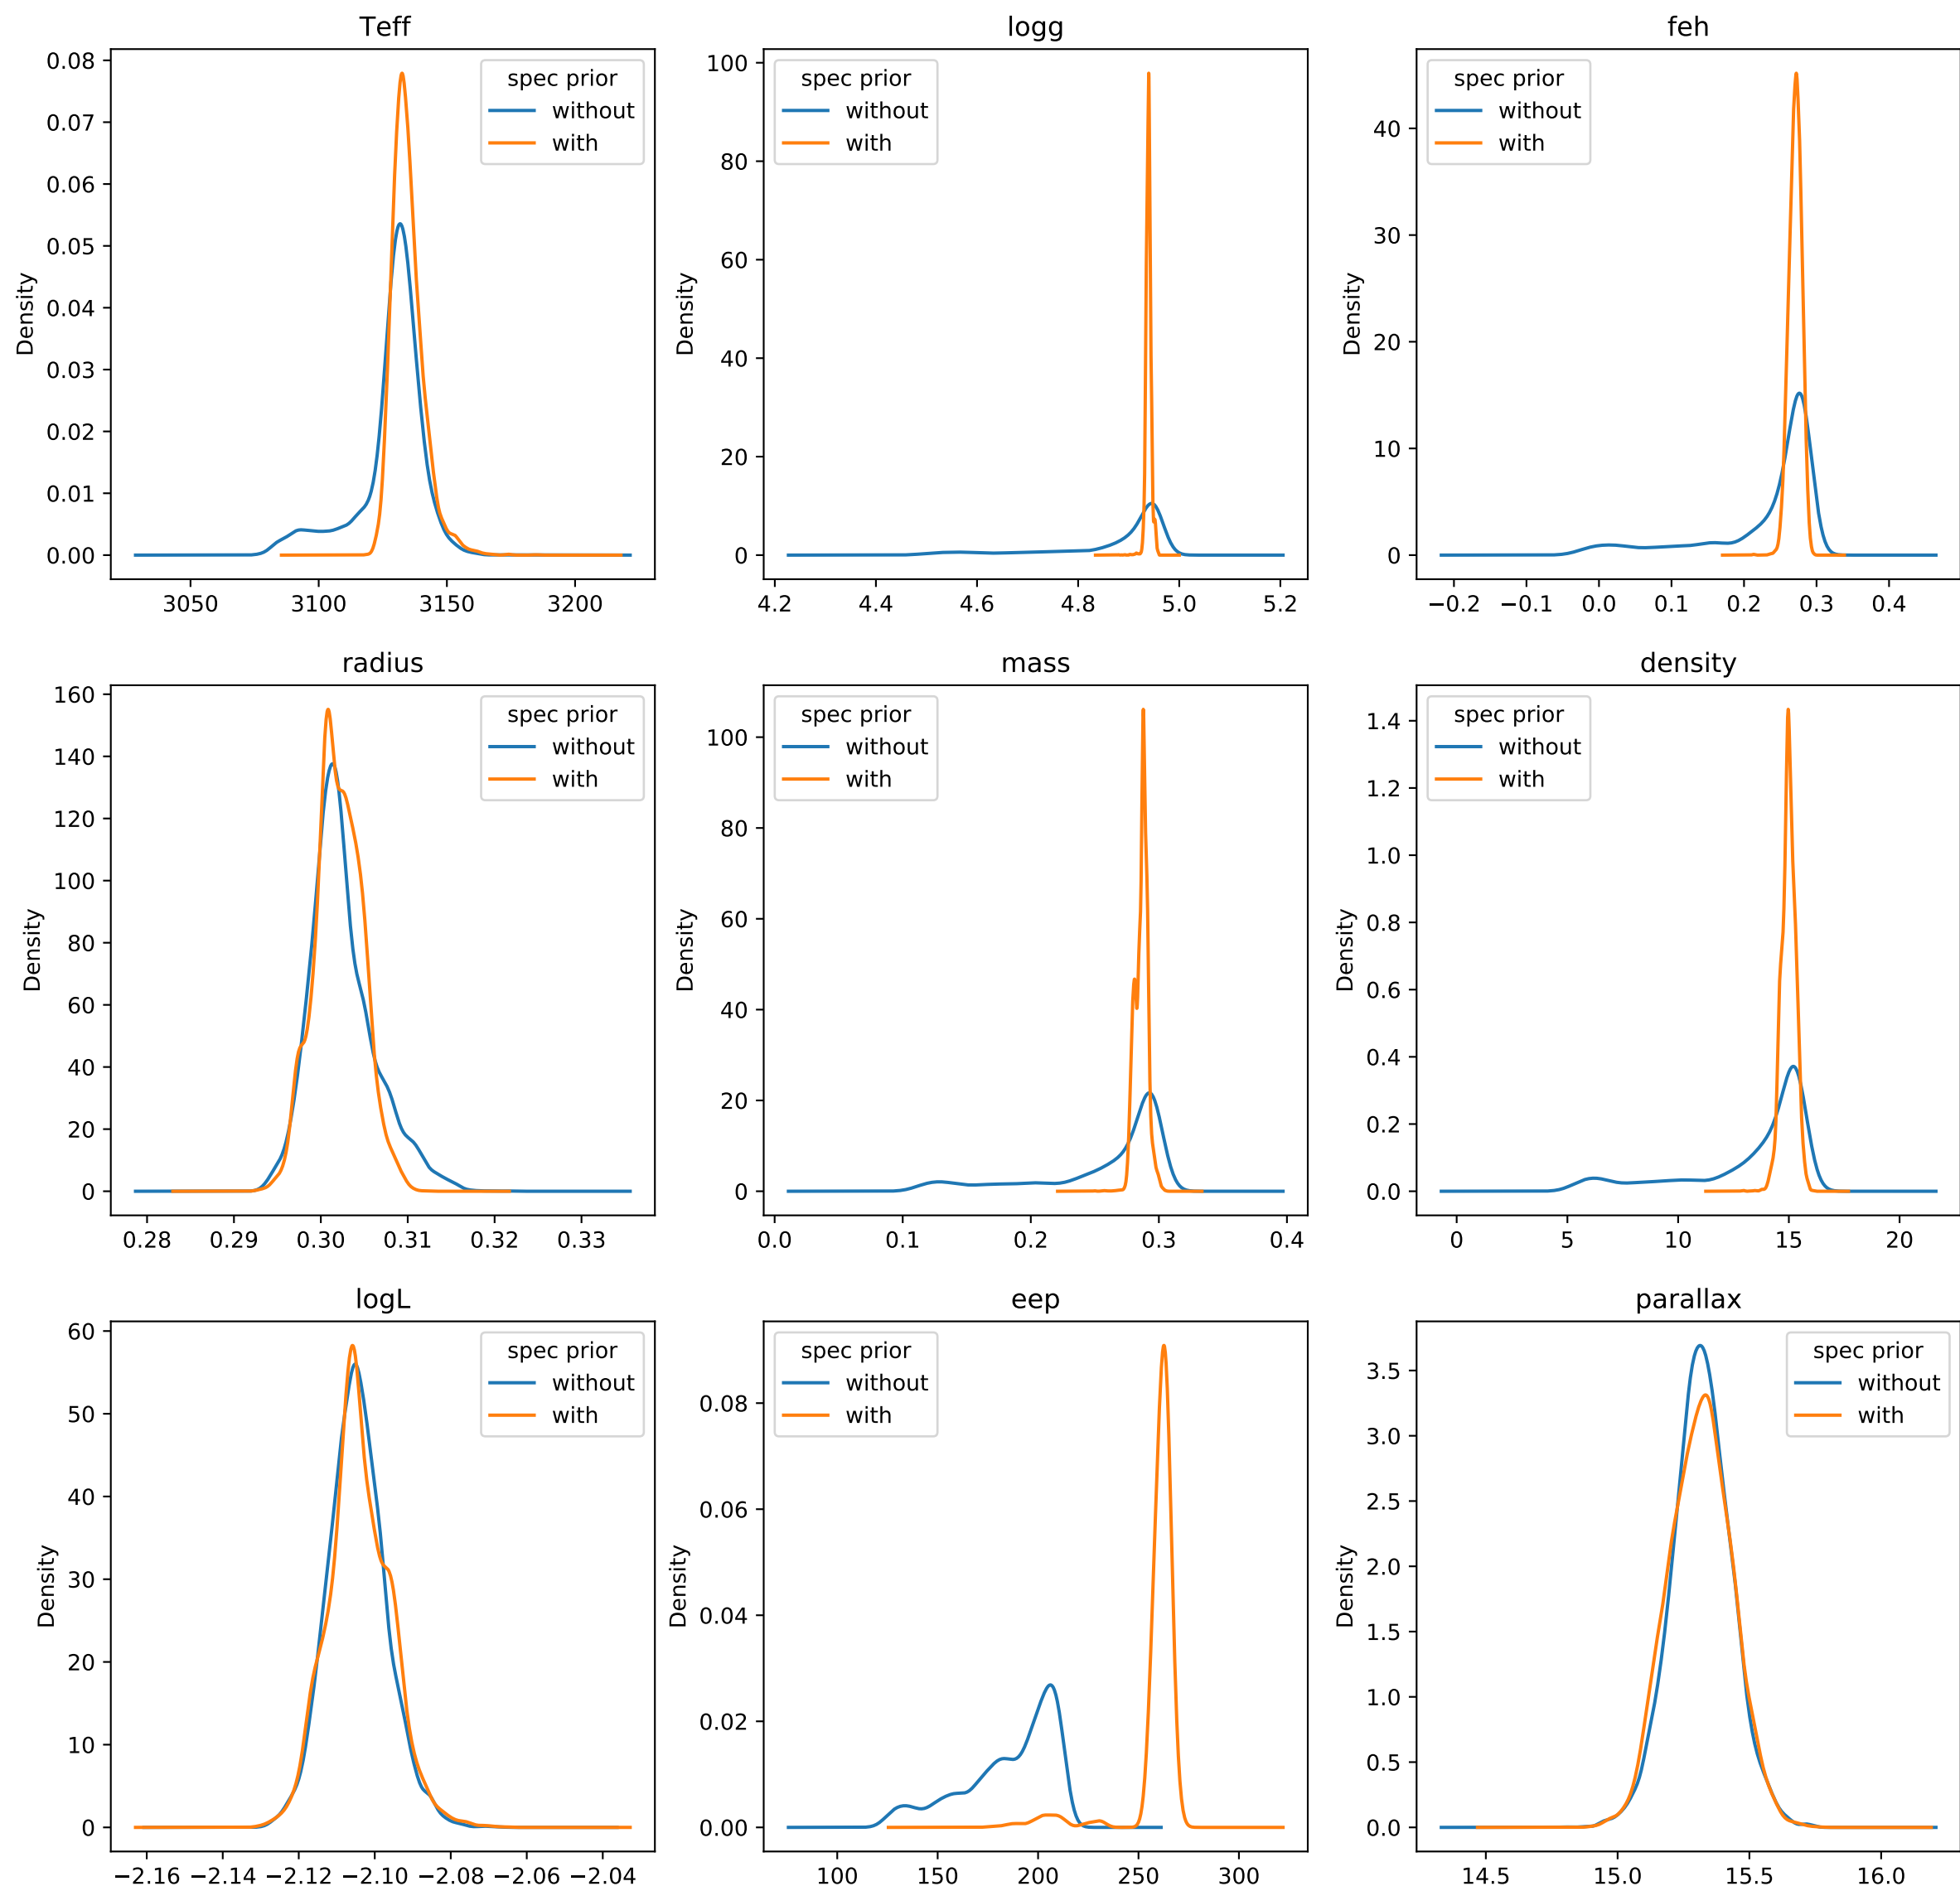 Teff
0.08
0.07
0.06
0.05
0.04
0.03
0.02
0.01
0.00
Density
3050 3100 3150 3200
spec prior
without
with
logg
100
80
60
40
20
0
Density
4.2 4.4 4.6 4.8 5.0 5.2
spec prior
without
with
feh
40
30
20
10
0
Density
−0.2 −0.1 0.0 0.1 0.2 0.3 0.4
spec prior
without
with
radius
160
140
120
100
80
60
40
20
0
Density
0.28 0.29 0.30 0.31 0.32 0.33
spec prior
without
with
mass
100
80
60
40
20
0
Density
0.0 0.1 0.2 0.3 0.4
spec prior
without
with
density
1.4
1.2
1.0
0.8
0.6
0.4
0.2
0.0
Density
0 5 10 15 20
spec prior
without
with
logL
60
50
40
30
20
10
0
Density
−2.16 −2.14 −2.12 −2.10 −2.08 −2.06 −2.04
spec prior
without
with
eep
0.08
0.06
0.04
0.02
0.00
Density
100 150 200 250 300
spec prior
without
with
parallax
3.5
3.0
2.5
2.0
1.5
1.0
0.5
0.0
Density
14.5 15.0 15.5 16.0
spec prior
without
with